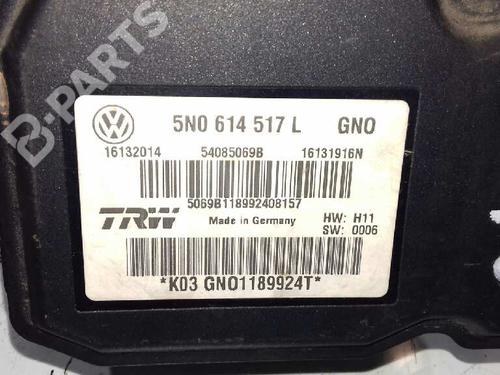 B-PARTS
5N0 614 517 L GNO
16132014 54085069B 16131916N
5069B118992408157
TRW Made in Germany HW: H11
SW: 0006
*K03 GNO1189924T*